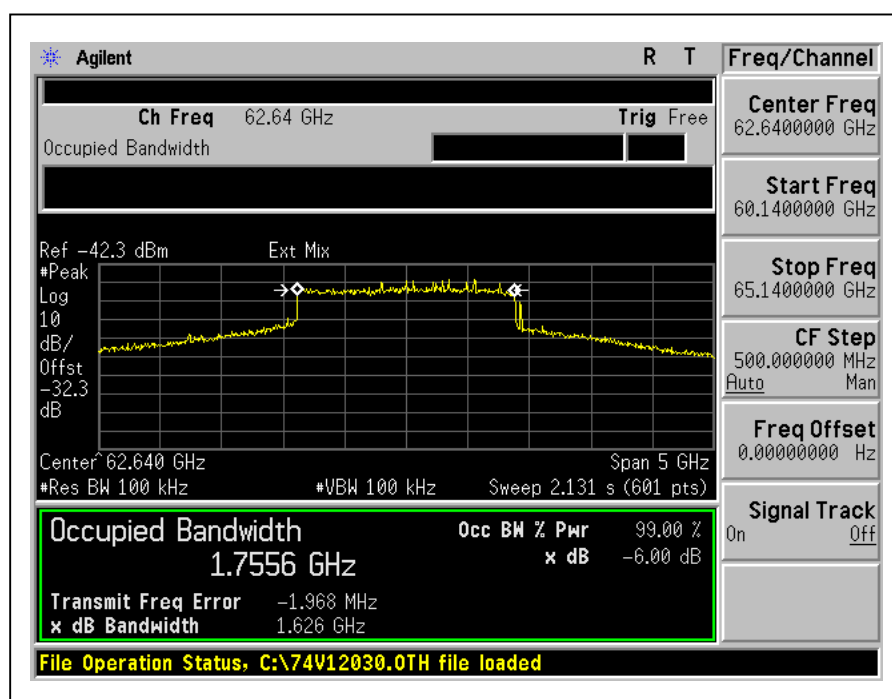 Agilent R T Freq/Channel
Ch Freq 62.64 GHz Trig Free
Occupied Bandwidth
Center Freq
62.6400000 GHz
Start Freq
60.1400000 GHz
Stop Freq
65.1400000 GHz
CF Step
500.000000 MHz
Auto Man
Freq Offset
0.00000000 Hz
Signal Track
On Off
Ref -42.3 dBm Ext Mix
#Peak
Log
10
dB/
Offst
-32.3
dB
Center^ 62.640 GHz Span 5 GHz
#Res BW 100 kHz #VBW 100 kHz Sweep 2.131 s (601 pts)
Occupied Bandwidth Occ BW % Pwr 99.00 %
1.7556 GHz x dB -6.00 dB
Transmit Freq Error -1.968 MHz
x dB Bandwidth 1.626 GHz
File Operation Status, C:\74V12030.OTH file loaded